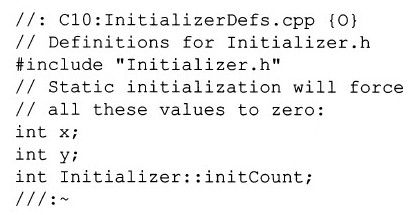 //: C10:InitializerDefs.cpp {O}
// Definitions for Initializer.h
#include "Initializer.h"
// Static initialization will force
// all these values to zero:
int x;
int y;
int Initializer::initCount;
///:~